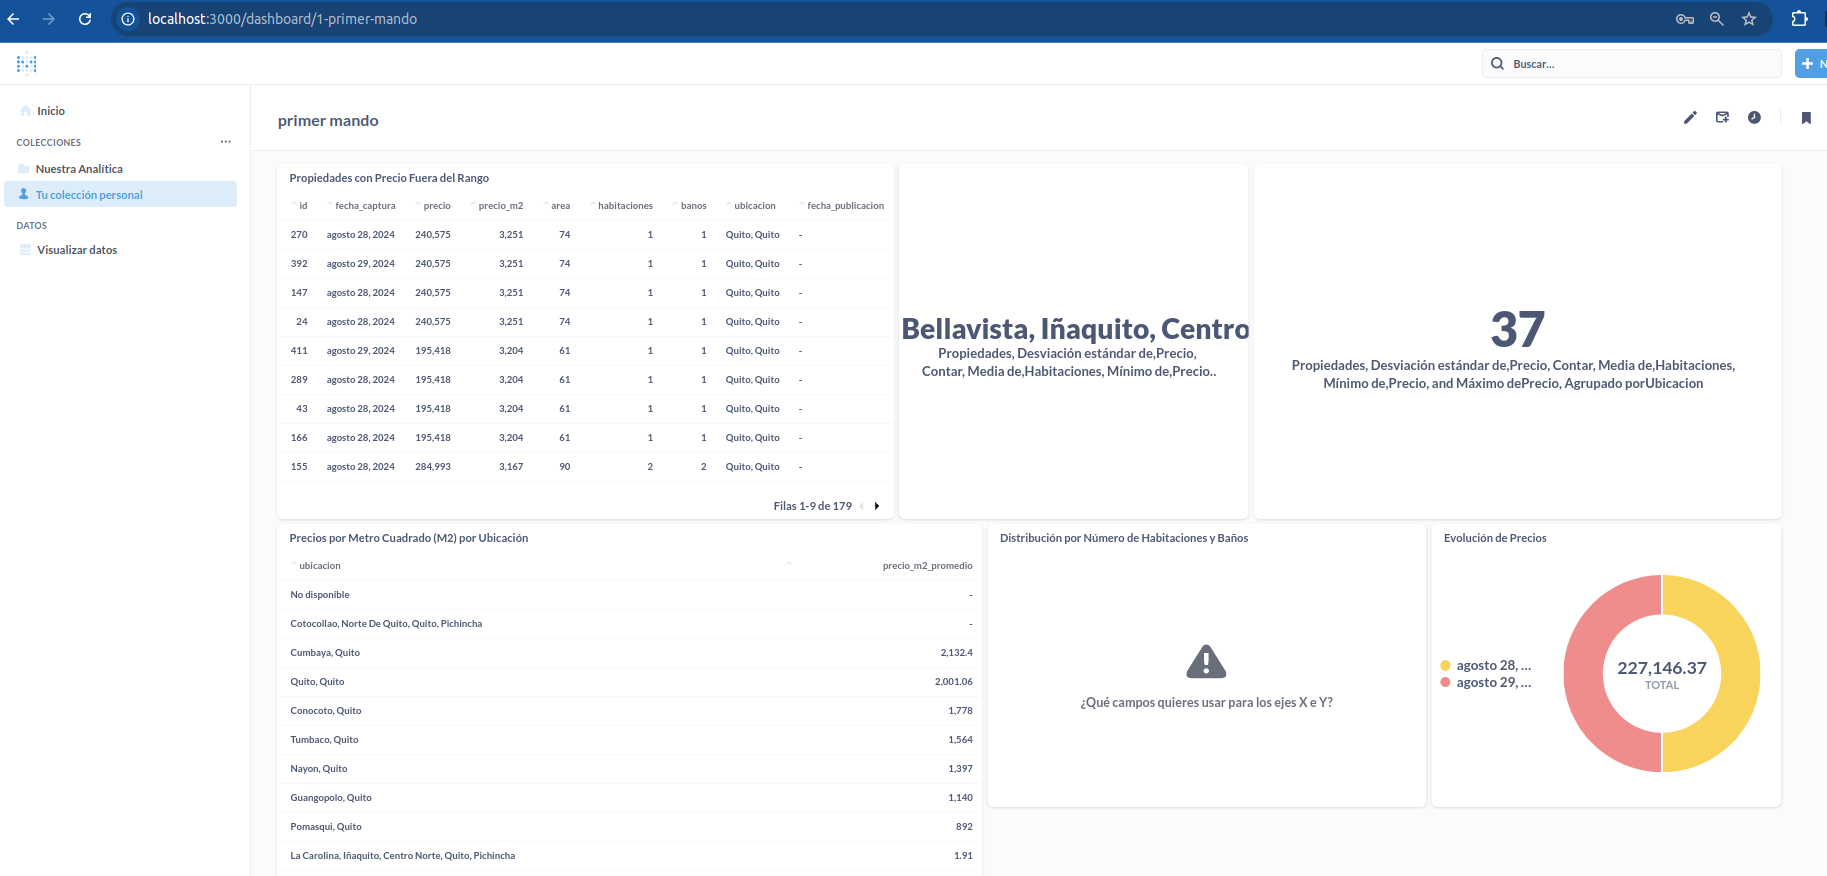 localhost:3000/dashboard/1-primer-mando
Buscar...
N
Inicio
COLECCIONES
Nuestra Analítica
Tu colección personal
DATOS
Visualizar datos
primer mando
Propiedades con Precio Fuera del Rango
id fecha_captura precio precio_m2 area habitaciones banos ubicacion fecha_publicacion
270 agosto 28, 2024 240,575 3,251 74 1 1 Quito, Quito -
392 agosto 29, 2024 240,575 3,251 74 1 1 Quito, Quito -
147 agosto 28, 2024 240,575 3,251 74 1 1 Quito, Quito -
24 agosto 28, 2024 240,575 3,251 74 1 1 Quito, Quito -
411 agosto 29, 2024 195,418 3,204 61 1 1 Quito, Quito -
289 agosto 28, 2024 195,418 3,204 61 1 1 Quito, Quito -
43 agosto 28, 2024 195,418 3,204 61 1 1 Quito, Quito -
166 agosto 28, 2024 195,418 3,204 61 1 1 Quito, Quito -
155 agosto 28, 2024 284,993 3,167 90 2 2 Quito, Quito -
Filas 1-9 de 179
Bellavista, Iñaquito, Centro
Propiedades, Desviación estándar de,Precio,
Contar, Media de,Habitaciones, Mínimo de,Precio..
37
Propiedades, Desviación estándar de,Precio, Contar, Media de,Habitaciones,
Mínimo de,Precio, and Máximo dePrecio, Agrupado porUbicacion
Precios por Metro Cuadrado (M2) por Ubicación
ubicacion precio_m2_promedio
No disponible -
Cotocollao, Norte De Quito, Quito, Pichincha -
Cumbaya, Quito 2,132.4
Quito, Quito 2,001.06
Conocoto, Quito 1,778
Tumbaco, Quito 1,564
Nayon, Quito 1,397
Guangopolo, Quito 1,140
Pomasqui, Quito 892
La Carolina, Iñaquito, Centro Norte, Quito, Pichincha 1.91
Distribución por Número de Habitaciones y Baños
¿Qué campos quieres usar para los ejes X e Y?
Evolución de Precios
agosto 28, ...
agosto 29, ...
227,146.37
TOTAL